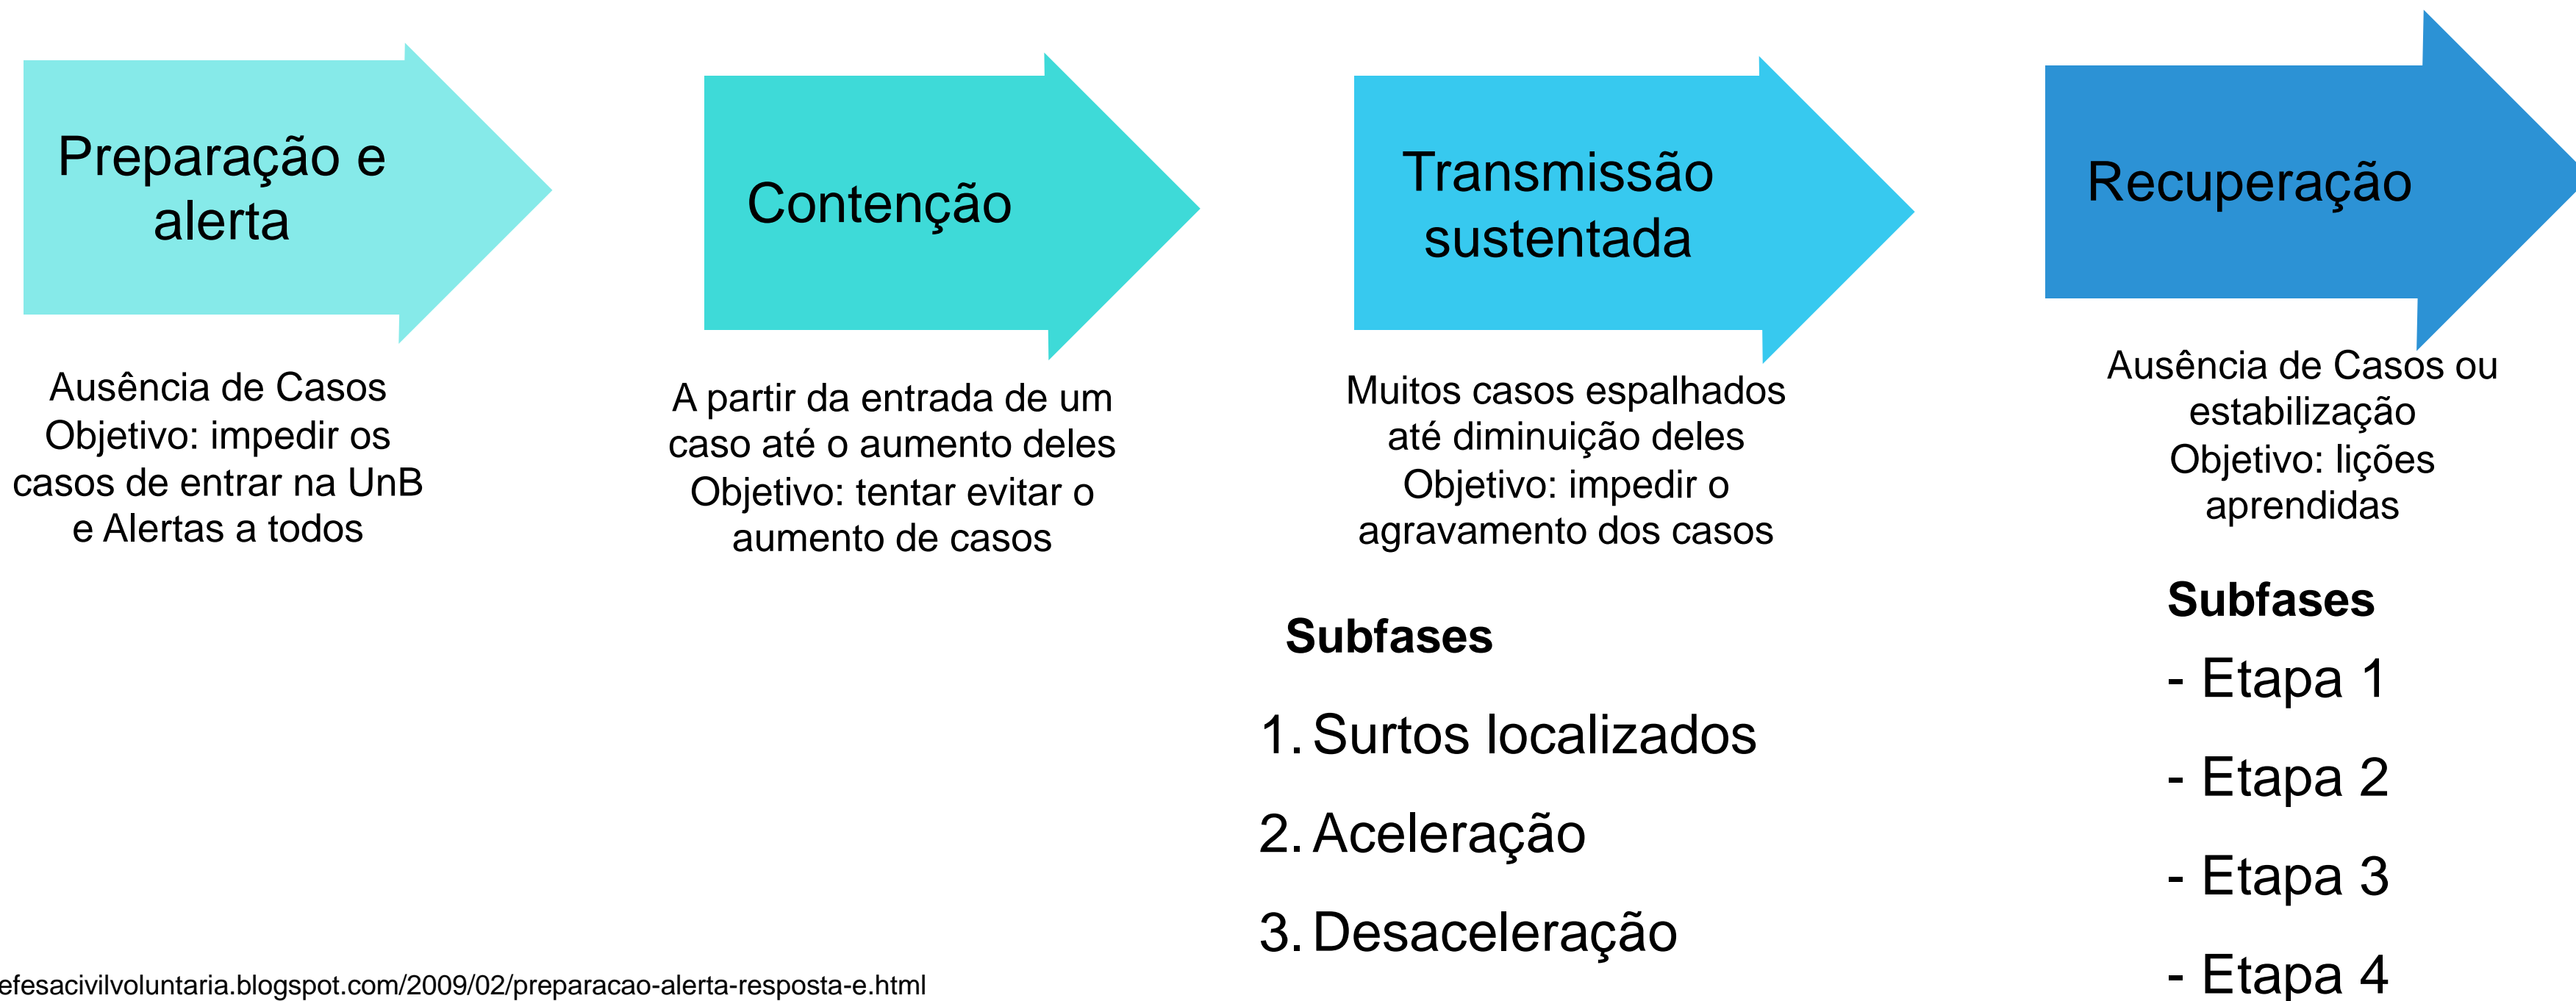 Preparação e
alerta
Ausência de Casos
Objetivo: impedir os
casos de entrar na UnB
e Alertas a todos
Contenção
A partir da entrada de um
caso até o aumento deles
Objetivo: tentar evitar o
aumento de casos
Transmissão
sustentada
Muitos casos espalhados
até diminuição deles
Objetivo: impedir o
agravamento dos casos
Subfases
1. Surtos localizados
2. Aceleração
3. Desaceleração
Recuperação
Ausência de Casos ou
estabilização
Objetivo: lições
aprendidas
Subfases
- Etapa 1
- Etapa 2
- Etapa 3
- Etapa 4
efesacivilvoluntaria.blogspot.com/2009/02/preparacao-alerta-resposta-e.html